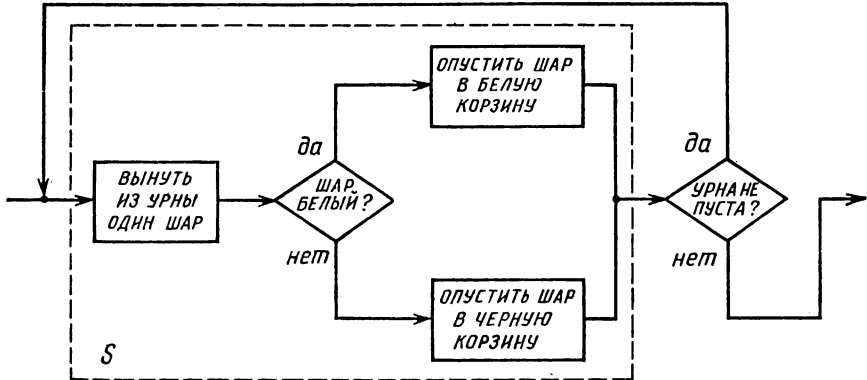 ВЫНУТЬ
ИЗ УРНЫ
ОДИН ШАР
да
ШАР
БЕЛЫЙ?
нет
ОПУСТИТЬ ШАР
В БЕЛУЮ
КОРЗИНУ
ОПУСТИТЬ ШАР
В ЧЕРНУЮ
КОРЗИНУ
S
да
УРНА НЕ
ПУСТА?
нет